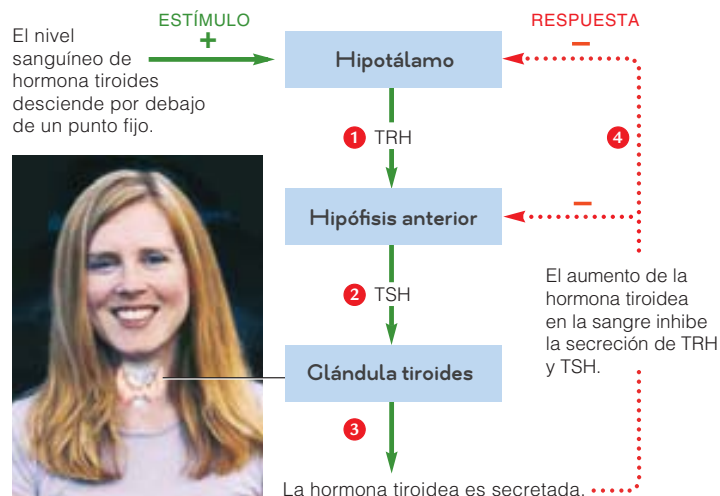 ESTÍMULO
+
El nivel
sanguíneo de
hormona tiroides
desciende por debajo
de un punto fijo.
RESPUESTA
–
Hipotálamo
1 TRH
4
Hipófisis anterior
–
2 TSH
El aumento de la
hormona tiroidea
en la sangre inhibe
la secreción de TRH
y TSH.
Glándula tiroides
3
La hormona tiroidea es secretada.